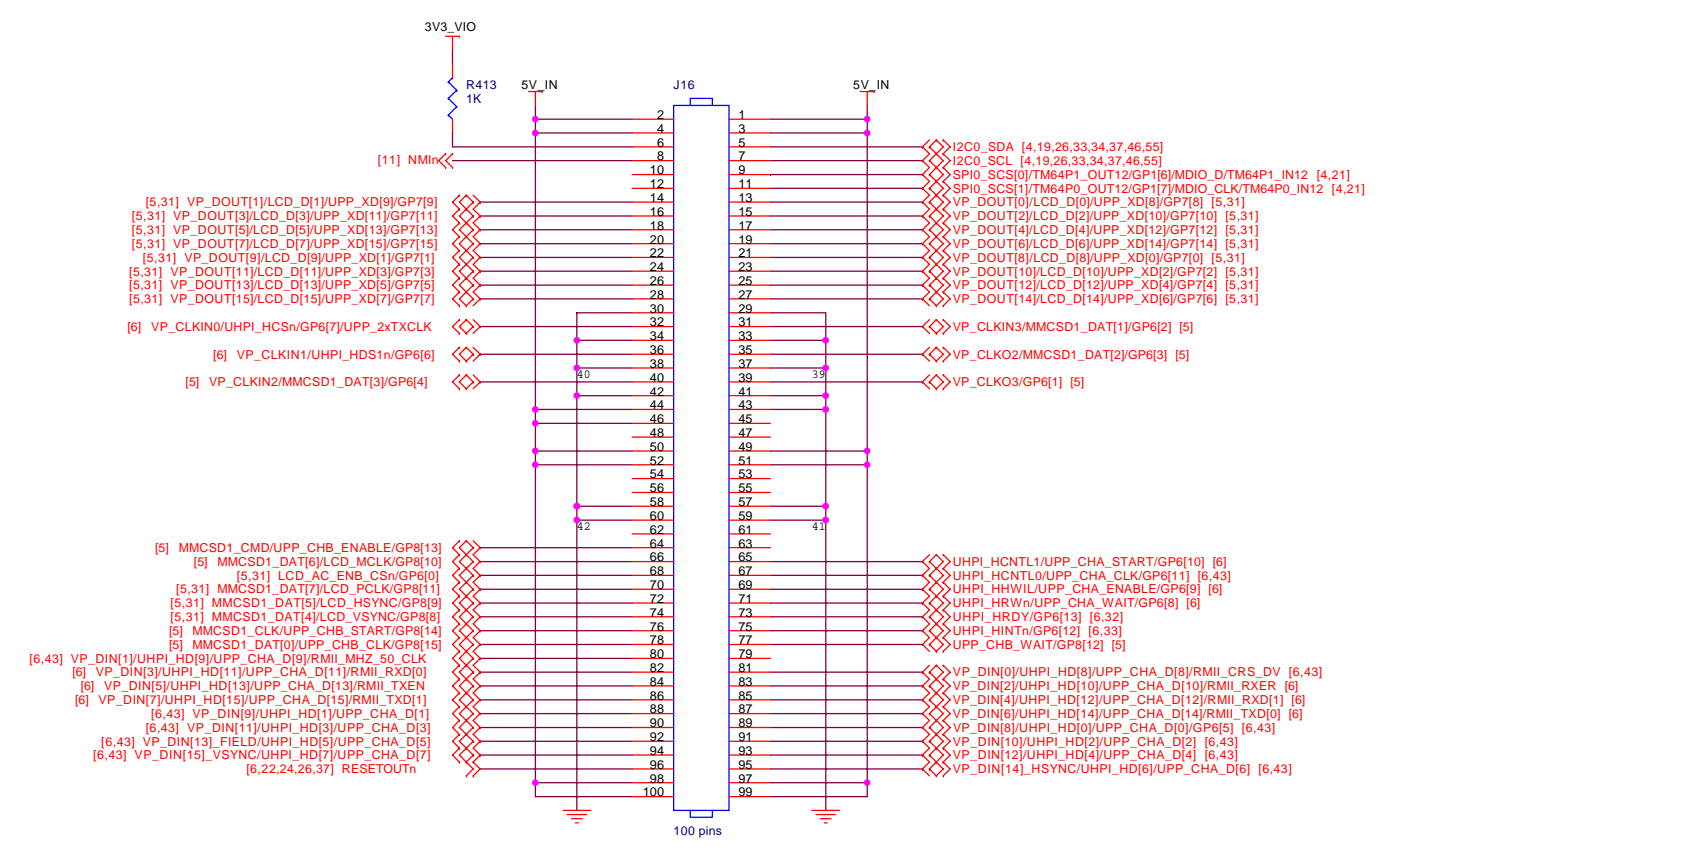 3V3_VIO
R413
1K
5V_IN
J16
5V_IN
2 1
4 3
6 5 I2C0_SDA [4,19,26,33,34,37,46,55]
[11] NMIn 8 7 I2C0_SCL [4,19,26,33,34,37,46,55]
10 9 SPI0_SCS[0]/TM64P1_OUT12/GP1[6]/MDIO_D/TM64P1_IN12 [4,21]
12 11 SPI0_SCS[1]/TM64P0_OUT12/GP1[7]/MDIO_CLK/TM64P0_IN12 [4,21]
[5,31] VP_DOUT[1]/LCD_D[1]/UPP_XD[9]/GP7[9] 14 13 VP_DOUT[0]/LCD_D[0]/UPP_XD[8]/GP7[8] [5,31]
[5,31] VP_DOUT[3]/LCD_D[3]/UPP_XD[11]/GP7[11] 16 15 VP_DOUT[2]/LCD_D[2]/UPP_XD[10]/GP7[10] [5,31]
[5,31] VP_DOUT[5]/LCD_D[5]/UPP_XD[13]/GP7[13] 18 17 VP_DOUT[4]/LCD_D[4]/UPP_XD[12]/GP7[12] [5,31]
[5,31] VP_DOUT[7]/LCD_D[7]/UPP_XD[15]/GP7[15] 20 19 VP_DOUT[6]/LCD_D[6]/UPP_XD[14]/GP7[14] [5,31]
[5,31] VP_DOUT[9]/LCD_D[9]/UPP_XD[1]/GP7[1] 22 21 VP_DOUT[8]/LCD_D[8]/UPP_XD[0]/GP7[0] [5,31]
[5,31] VP_DOUT[11]/LCD_D[11]/UPP_XD[3]/GP7[3] 24 23 VP_DOUT[10]/LCD_D[10]/UPP_XD[2]/GP7[2] [5,31]
[5,31] VP_DOUT[13]/LCD_D[13]/UPP_XD[5]/GP7[5] 26 25 VP_DOUT[12]/LCD_D[12]/UPP_XD[4]/GP7[4] [5,31]
[5,31] VP_DOUT[15]/LCD_D[15]/UPP_XD[7]/GP7[7] 28 27 VP_DOUT[14]/LCD_D[14]/UPP_XD[6]/GP7[6] [5,31]
30 29
[6] VP_CLKIN0/UHPI_HCSn/GP6[7]/UPP_2xTXCLK 32 31 VP_CLKIN3/MMCSD1_DAT[1]/GP6[2] [5]
34 33
[6] VP_CLKIN1/UHPI_HDS1n/GP6[6] 36 35 VP_CLKO2/MMCSD1_DAT[2]/GP6[3] [5]
38 37
40 39
[5] VP_CLKIN2/MMCSD1_DAT[3]/GP6[4] 40 39 VP_CLKO3/GP6[1] [5]
42 41
44 43
46 45
48 47
50 49
52 51
54 53
56 55
58 57
60 59
42 41
62 61
[5] MMCSD1_CMD/UPP_CHB_ENABLE/GP8[13] 64 63
[5] MMCSD1_DAT[6]/LCD_MCLK/GP8[10] 66 65 UHPI_HCNTL1/UPP_CHA_START/GP6[10] [6]
[5,31] LCD_AC_ENB_CSn/GP6[0] 68 67 UHPI_HCNTL0/UPP_CHA_CLK/GP6[11] [6,43]
[5,31] MMCSD1_DAT[7]/LCD_PCLK/GP8[11] 70 69 UHPI_HHWIL/UPP_CHA_ENABLE/GP6[9] [6]
[5,31] MMCSD1_DAT[5]/LCD_HSYNC/GP8[9] 72 71 UHPI_HRWn/UPP_CHA_WAIT/GP6[8] [6]
[5,31] MMCSD1_DAT[4]/LCD_VSYNC/GP8[8] 74 73 UHPI_HRDY/GP6[13] [6,32]
[5] MMCSD1_CLK/UPP_CHB_START/GP8[14] 76 75 UHPI_HINTn/GP6[12] [6,33]
[5] MMCSD1_DAT[0]/UPP_CHB_CLK/GP8[15] 78 77 UPP_CHB_WAIT/GP8[12] [5]
[6,43] VP_DIN[1]/UHPI_HD[9]/UPP_CHA_D[9]/RMII_MHZ_50_CLK 80 79
[6] VP_DIN[3]/UHPI_HD[11]/UPP_CHA_D[11]/RMII_RXD[0] 82 81 VP_DIN[0]/UHPI_HD[8]/UPP_CHA_D[8]/RMII_CRS_DV [6,43]
[6] VP_DIN[5]/UHPI_HD[13]/UPP_CHA_D[13]/RMII_TXEN 84 83 VP_DIN[2]/UHPI_HD[10]/UPP_CHA_D[10]/RMII_RXER [6]
[6] VP_DIN[7]/UHPI_HD[15]/UPP_CHA_D[15]/RMII_TXD[1] 86 85 VP_DIN[4]/UHPI_HD[12]/UPP_CHA_D[12]/RMII_RXD[1] [6]
[6,43] VP_DIN[9]/UHPI_HD[1]/UPP_CHA_D[1] 88 87 VP_DIN[6]/UHPI_HD[14]/UPP_CHA_D[14]/RMII_TXD[0] [6]
[6,43] VP_DIN[11]/UHPI_HD[3]/UPP_CHA_D[3] 90 89 VP_DIN[8]/UHPI_HD[0]/UPP_CHA_D[0]/GP6[5] [6,43]
[6,43] VP_DIN[13]_FIELD/UHPI_HD[5]/UPP_CHA_D[5] 92 91 VP_DIN[10]/UHPI_HD[2]/UPP_CHA_D[2] [6,43]
[6,43] VP_DIN[15]_VSYNC/UHPI_HD[7]/UPP_CHA_D[7] 94 93 VP_DIN[12]/UHPI_HD[4]/UPP_CHA_D[4] [6,43]
[6,22,24,26,37] RESETOUTn 96 95 VP_DIN[14]_HSYNC/UHPI_HD[6]/UPP_CHA_D[6] [6,43]
98 97
100 99
100 pins